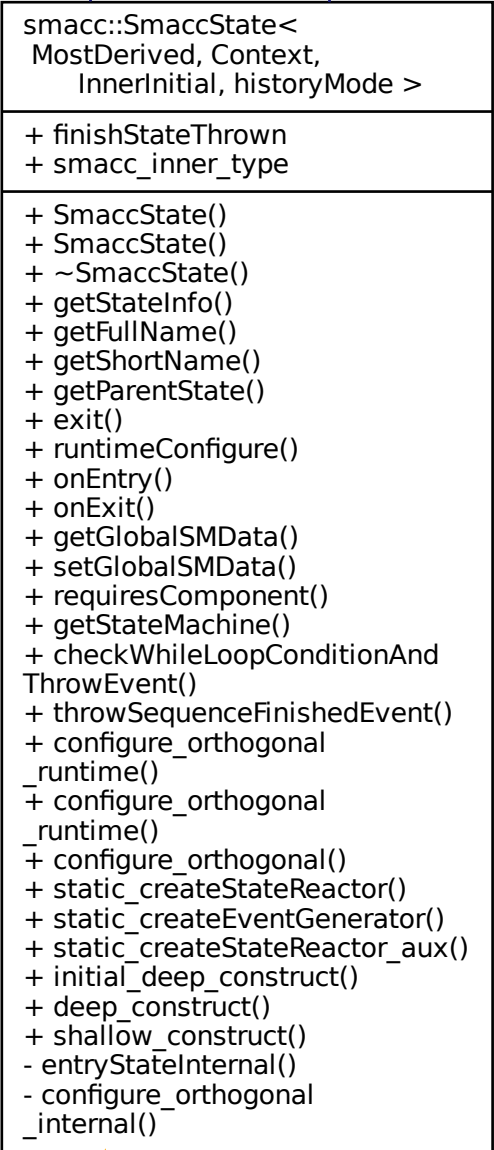 smacc::SmaccState<
MostDerived, Context,
InnerInitial, historyMode >
+ finishStateThrown
+ smacc_inner_type
+ SmaccState()
+ SmaccState()
+ ~SmaccState()
+ getStateInfo()
+ getFullName()
+ getShortName()
+ getParentState()
+ exit()
+ runtimeConfigure()
+ onEntry()
+ onExit()
+ getGlobalSMData()
+ setGlobalSMData()
+ requiresComponent()
+ getStateMachine()
+ checkWhileLoopConditionAnd
ThrowEvent()
+ throwSequenceFinishedEvent()
+ configure_orthogonal
_runtime()
+ configure_orthogonal
_runtime()
+ configure_orthogonal()
+ static_createStateReactor()
+ static_createEventGenerator()
+ static_createStateReactor_aux()
+ initial_deep_construct()
+ deep_construct()
+ shallow_construct()
- entryStateInternal()
- configure_orthogonal
_internal()